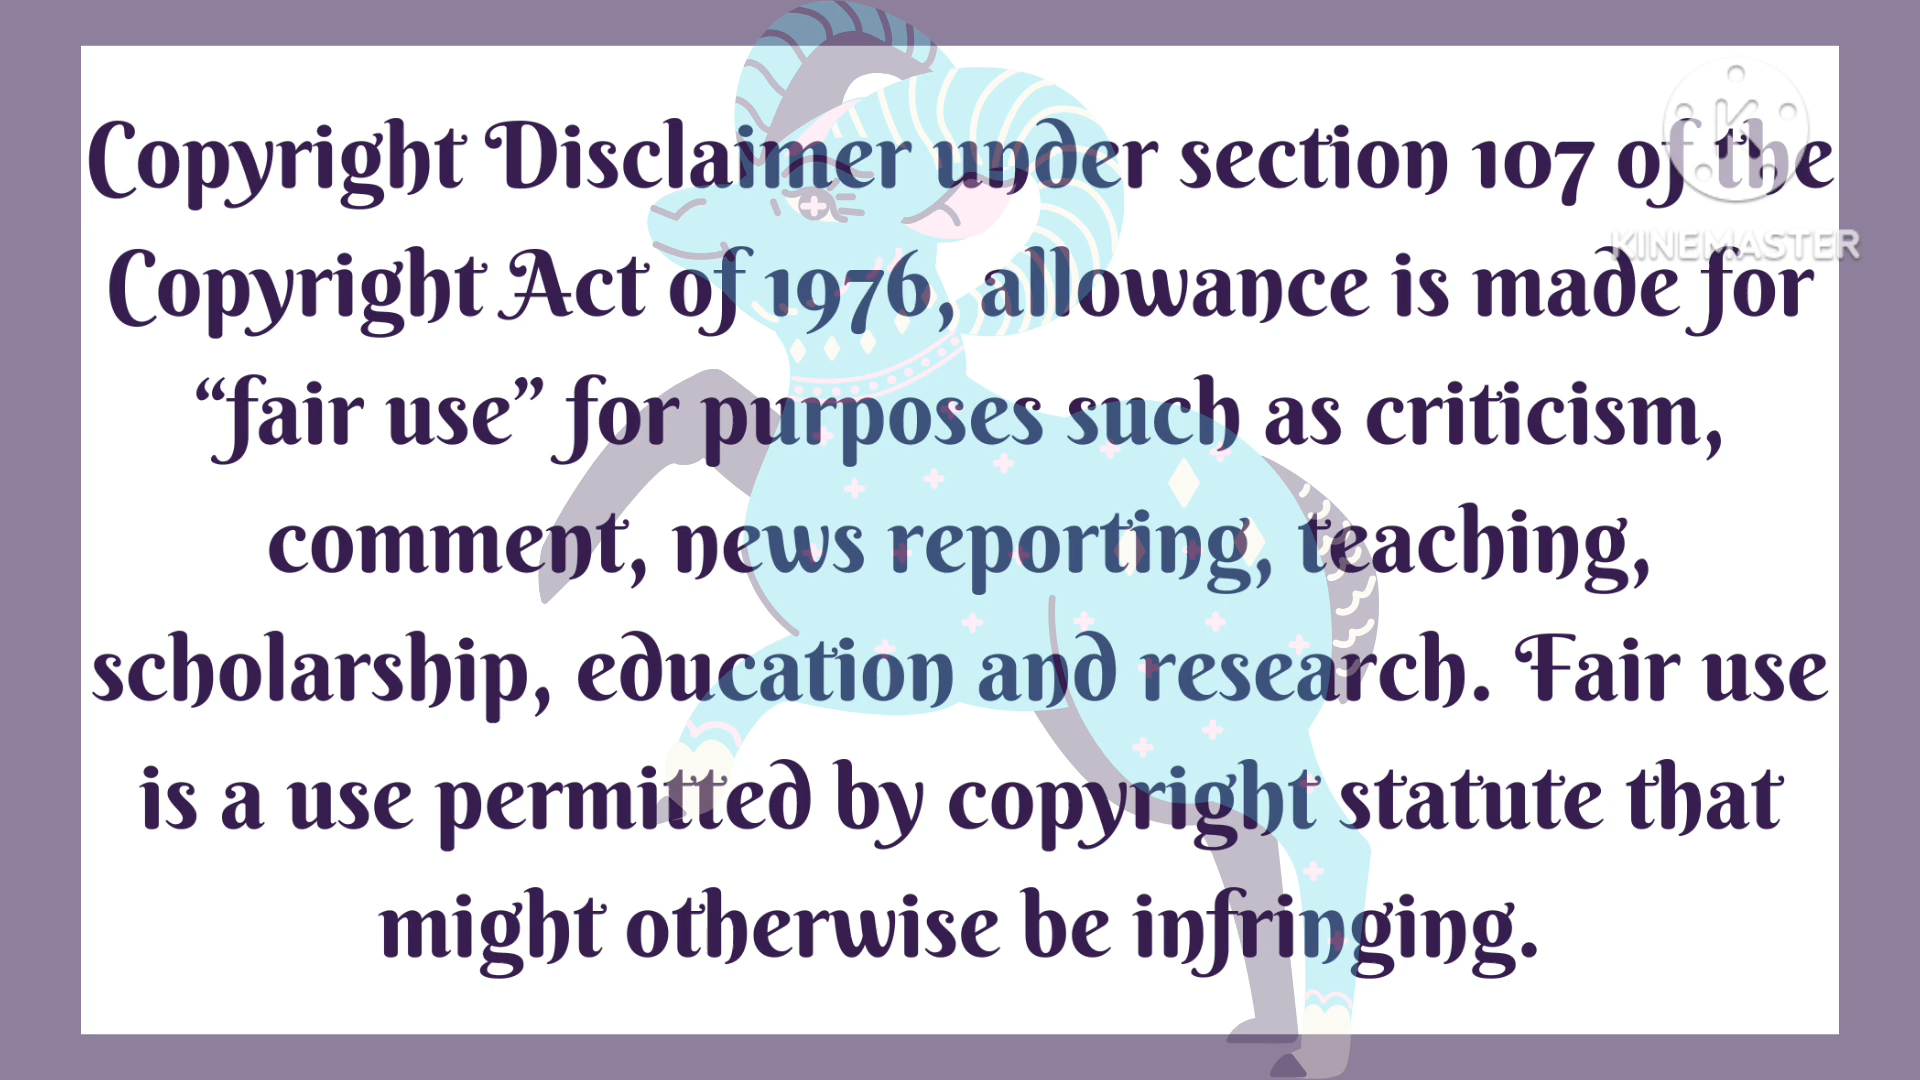 Copyright Disclaimer under section 107 of the
Copyright Act of 1976, allowance is made for
“fair use” for purposes such as criticism,
comment, news reporting, teaching,
scholarship, education and research. Fair use
is a use permitted by copyright statute that
might otherwise be infringing.
K
KINEMASTER